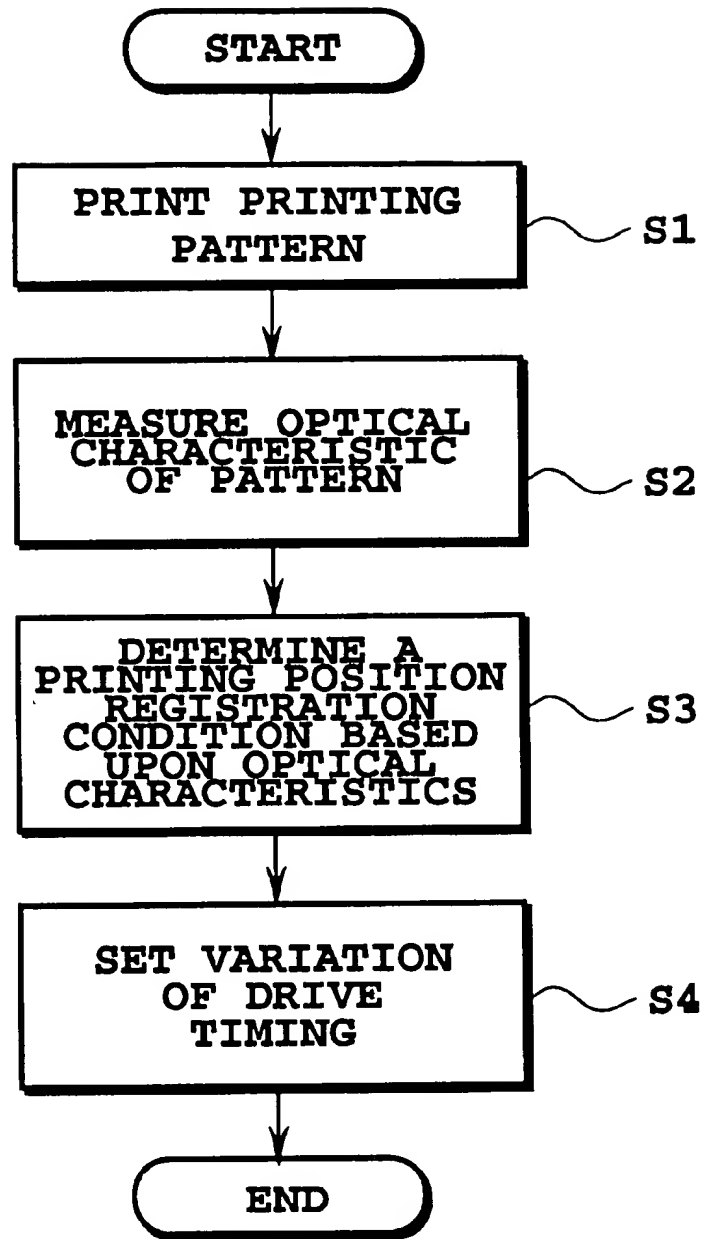 START
PRINT PRINTING
PATTERN
S1
MEASURE OPTICAL
CHARACTERISTIC
OF PATTERN
S2
DETERMINE A
PRINTING POSITION
REGISTRATION
CONDITION BASED
UPON OPTICAL
CHARACTERISTICS
S3
SET VARIATION
OF DRIVE
TIMING
S4
END